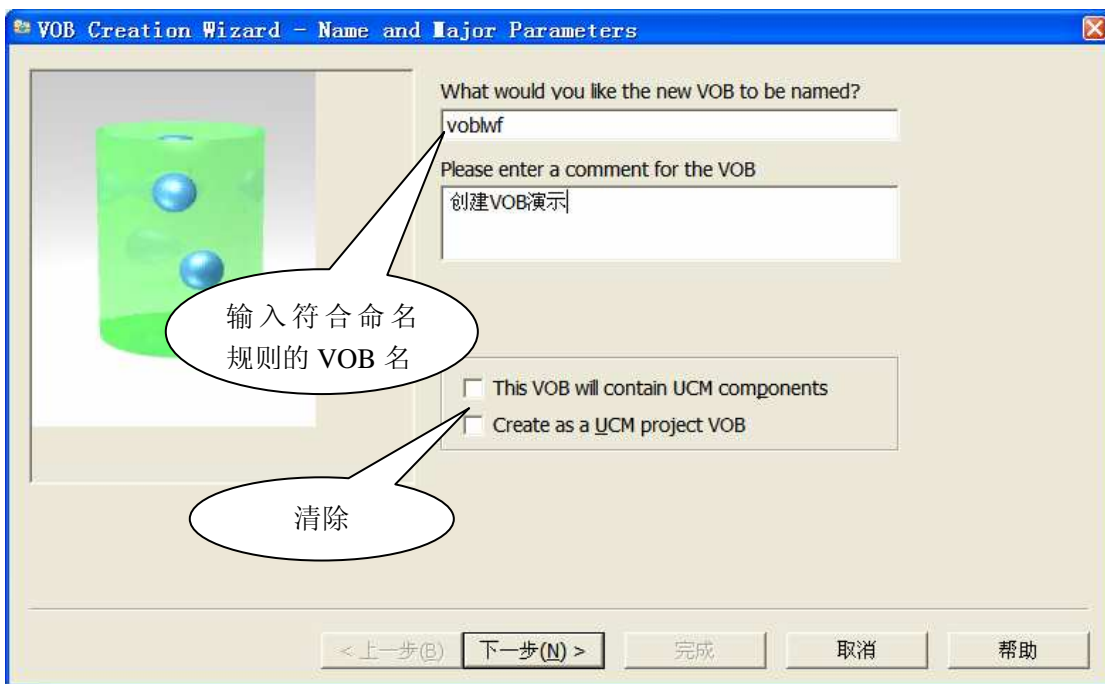 VOB Creation Wizard - Name and Major Parameters
What would you like the new VOB to be named?
voblwf
Please enter a comment for the VOB
创建VOB演示
输入符合命名
规则的 VOB 名
This VOB will contain UCM components
Create as a UCM project VOB
清除
< 上一步(B)
下一步(N) >
完成
取消
帮助